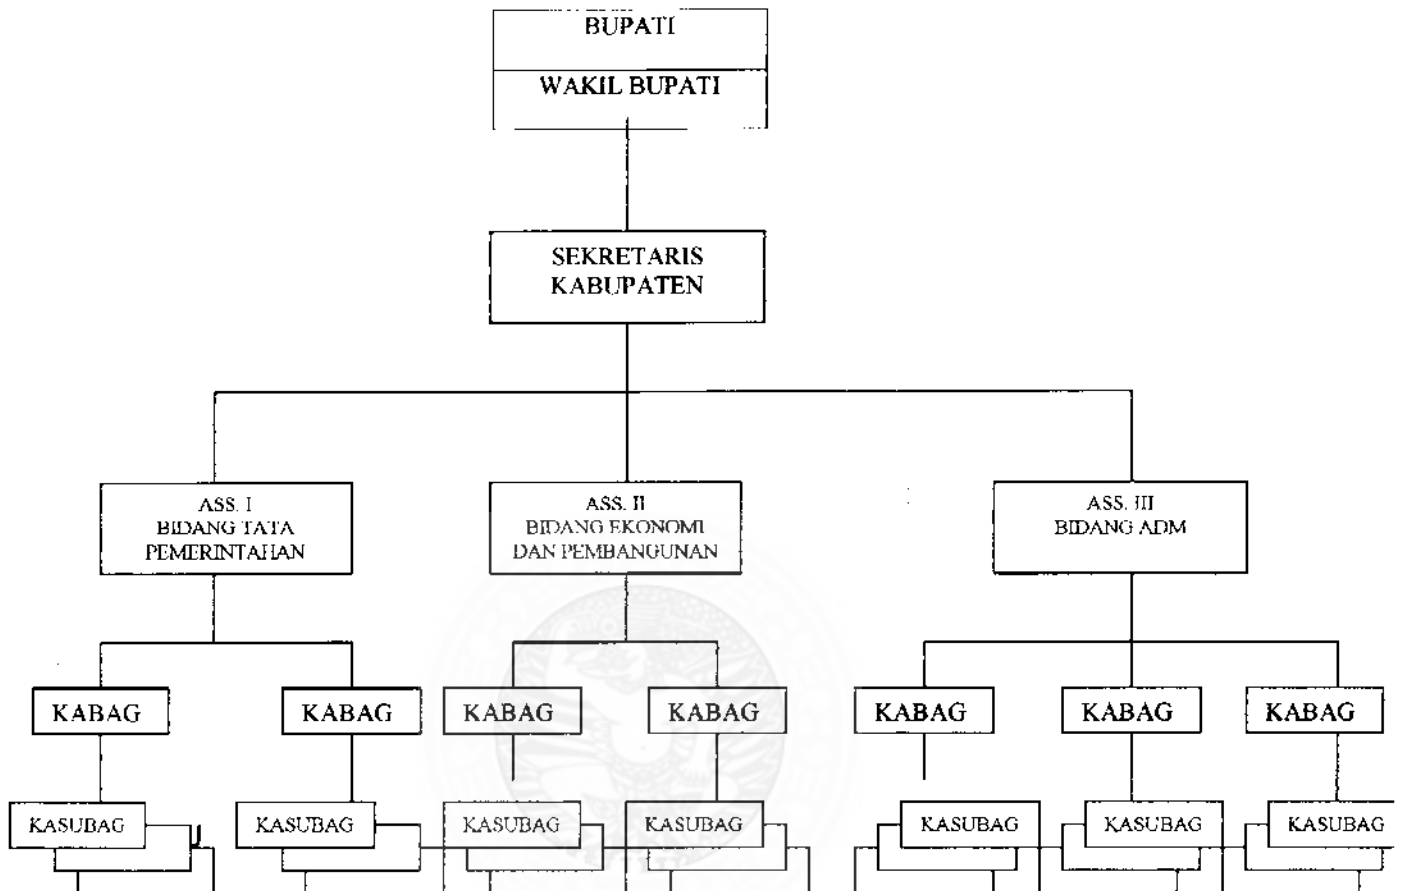 BUPATI
WAKIL BUPATI
SEKRETARIS
KABUPATEN
ASS. I
BIDANG TATA
PEMERINTAHAN
ASS. II
BIDANG EKONOMI
DAN PEMBANGUNAN
ASS. III
BIDANG ADM
KABAG
KABAG
KABAG
KABAG
KABAG
KABAG
KABAG
KASUBAG
KASUBAG
KASUBAG
KASUBAG
KASUBAG
KASUBAG
KASUBAG